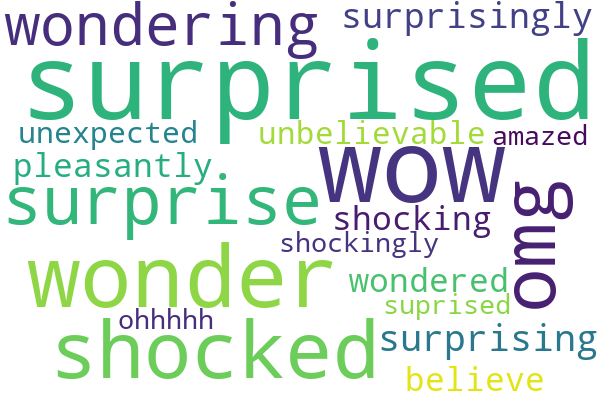 wondering
surprisingly
surprised
unexpected
unbelievable
amazed
pleasantly
wow
surprise
omg
shocking
shockingly
wonder
wondered
suprised
ohhhhh
shocked
surprising
believe